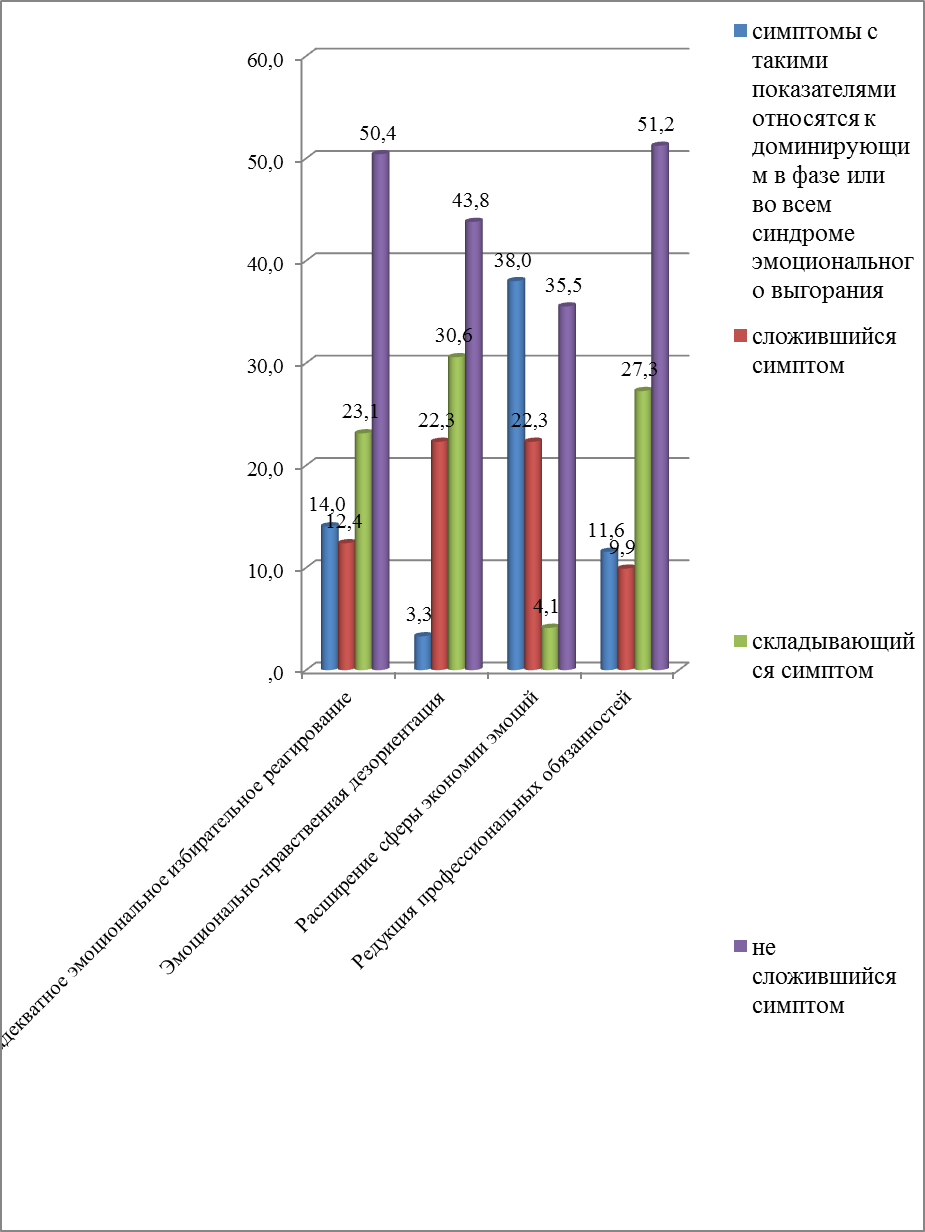 симптомы с
такими
показателями
относятся к
доминирующи
м в фазе или
во всем
синдроме
эмоциональног
о выгорания
сложившийся
симптом
складывающий
ся симптом
не
сложившийся
симптом
60,0
50,0
40,0
30,0
20,0
10,0
,0
14,0
12,4
23,1
50,4
3,3
22,3
30,6
43,8
38,0
22,3
4,1
35,5
11,6
9,9
27,3
51,2
эмоциональное избирательное реагирование
Эмоционально-нравственная дезориентация
Расширение сферы экономии эмоций
Редукция профессиональных обязанностей